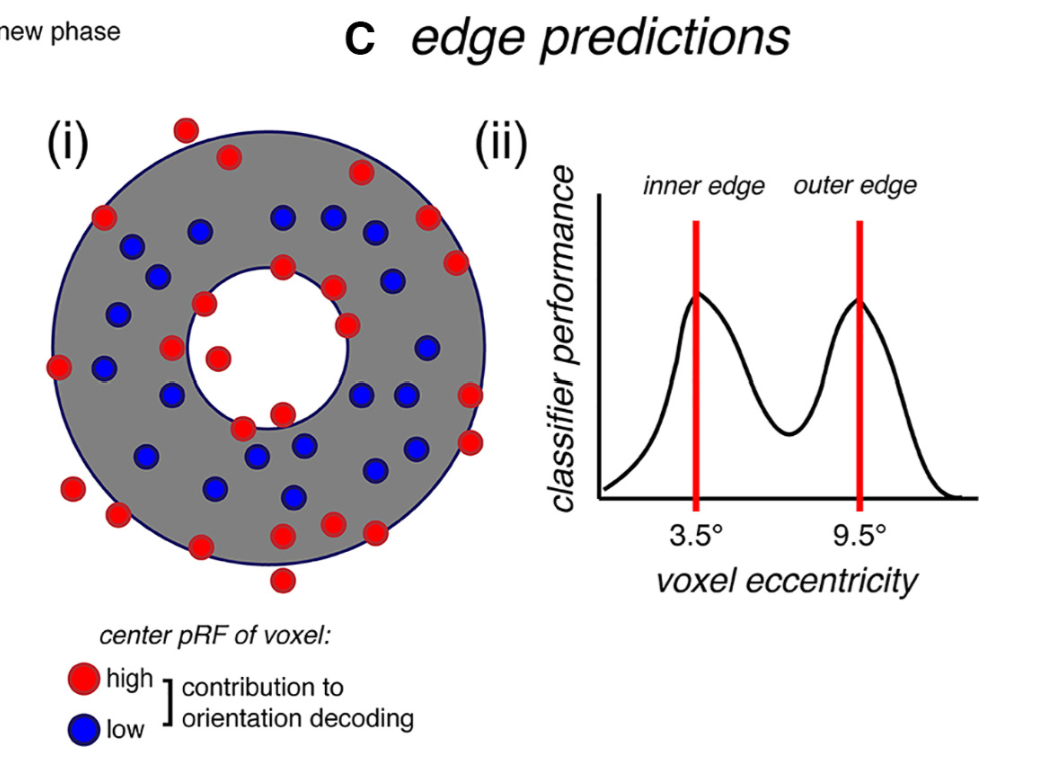 new phase
C edge predictions
(i)
(ii)
inner edge outer edge
classifier performance
3.5° 9.5°
voxel eccentricity
center pRF of voxel:
high
low
contribution to
orientation decoding